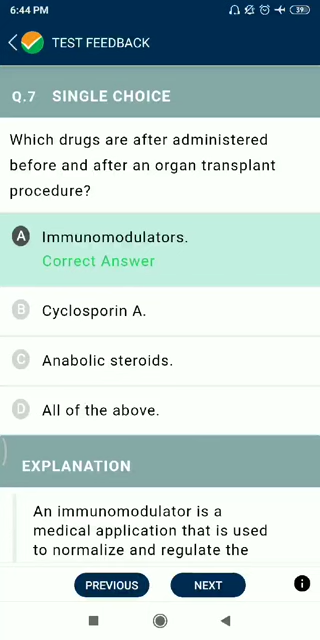 6:44 PM
39
TEST FEEDBACK
Q.7 SINGLE CHOICE
Which drugs are after administered
before and after an organ transplant
procedure?
A Immunomodulators.
Correct Answer
B Cyclosporin A.
C Anabolic steroids.
D All of the above.
EXPLANATION
An immunomodulator is a
medical application that is used
to normalize and regulate the
PREVIOUS NEXT